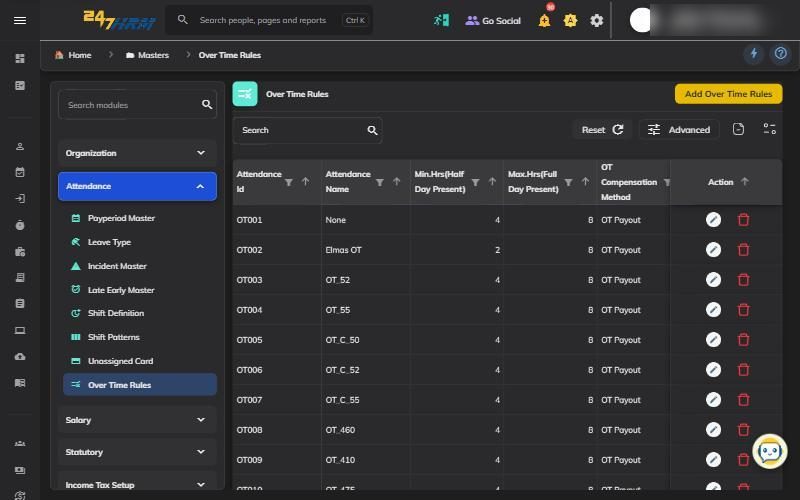 247HRM
Search people, pages and reports
Ctrl K
Go Social
Home
Masters
Over Time Rules
Search modules
Organization
Attendance
Payperiod Master
Leave Type
Incident Master
Late Early Master
Shift Definition
Shift Patterns
Unassigned Card
Over Time Rules
Salary
Statutory
Income Tax Setup
Over Time Rules
Add Over Time Rules
Search
Reset
Advanced
Attendance Id
Attendance Name
Min.Hrs(Half Day Present)
Max.Hrs(Full Day Present)
OT Compensation Method
Action
OT001 None 4 8 OT Payout
OT002 Elmas OT 2 8 OT Payout
OT003 OT_52 4 8 OT Payout
OT004 OT_55 4 8 OT Payout
OT005 OT_C_50 4 8 OT Payout
OT006 OT_C_52 4 8 OT Payout
OT007 OT_C_55 4 8 OT Payout
OT008 OT_460 4 8 OT Payout
OT009 OT_410 4 8 OT Payout